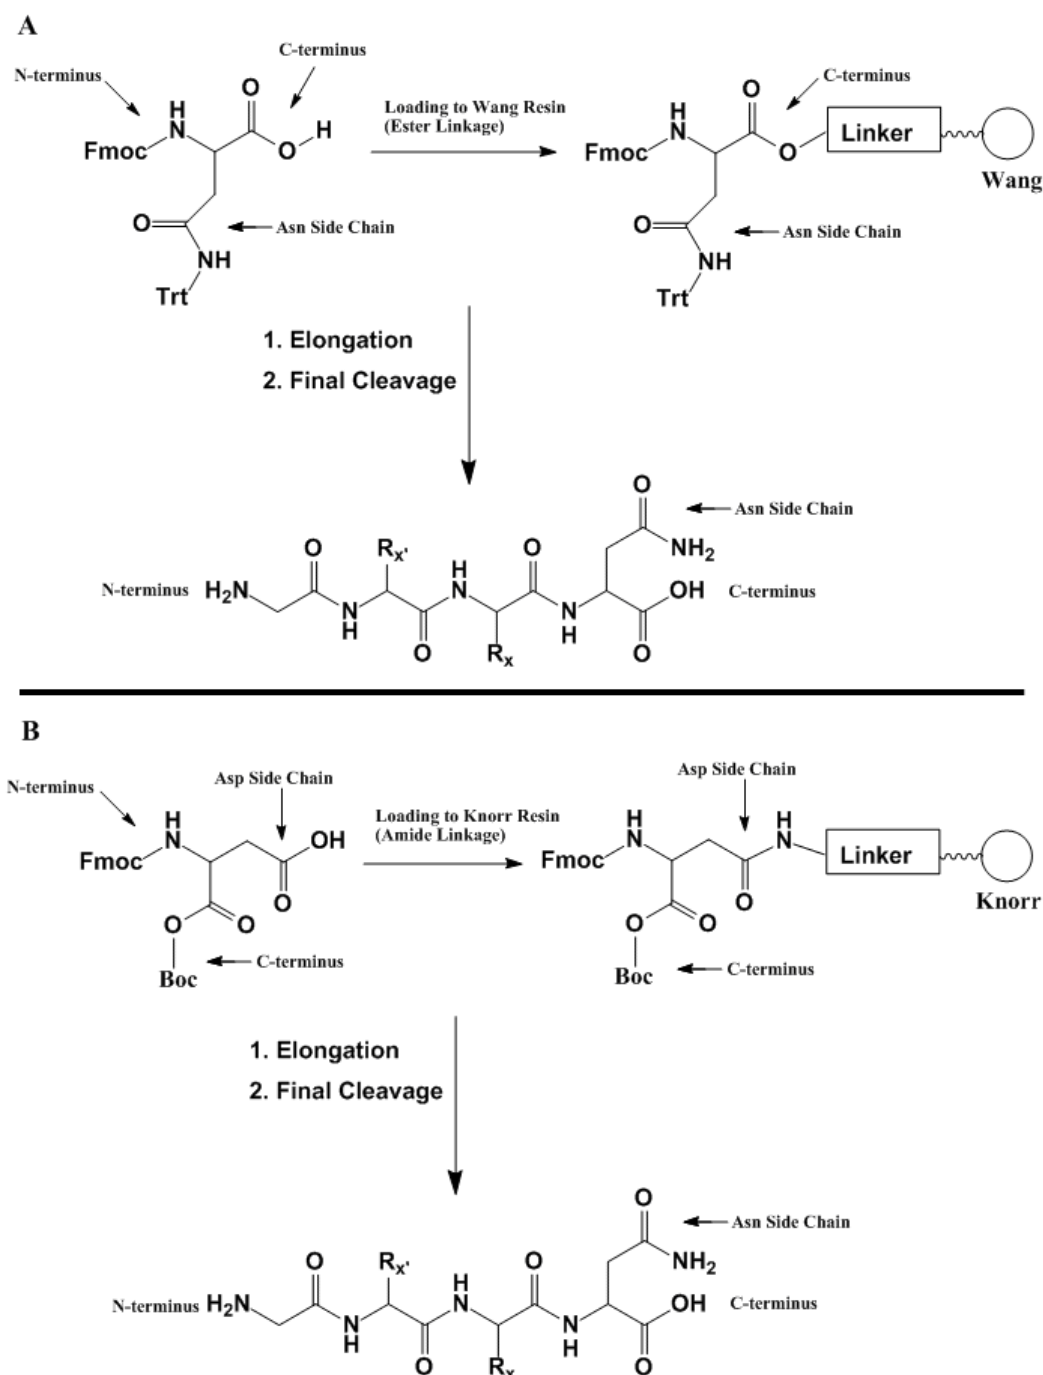 A
C-terminus
N-terminus
H
N
Fmoc
O
O
H
O
Asn Side Chain
NH
Trt
Loading to Wang Resin
(Ester Linkage)
C-terminus
H
N
Fmoc
O
O
Linker
Wang
O
Asn Side Chain
NH
Trt
1. Elongation
2. Final Cleavage
O
Asn Side Chain
NH2
N-terminus
H2N
O
N
H
Rx'
O
H
N
Rx
O
N
H
OH
O
C-terminus
B
N-terminus
Asp Side Chain
H
N
Fmoc
OH
O
O
O
Boc
C-terminus
Loading to Knorr Resin
(Amide Linkage)
Asp Side Chain
H
N
Fmoc
H
N
O
Linker
Knorr
O
O
Boc
C-terminus
1. Elongation
2. Final Cleavage
O
Asn Side Chain
NH2
N-terminus
H2N
O
N
H
Rx'
O
H
N
Rx
O
N
H
OH
O
C-terminus